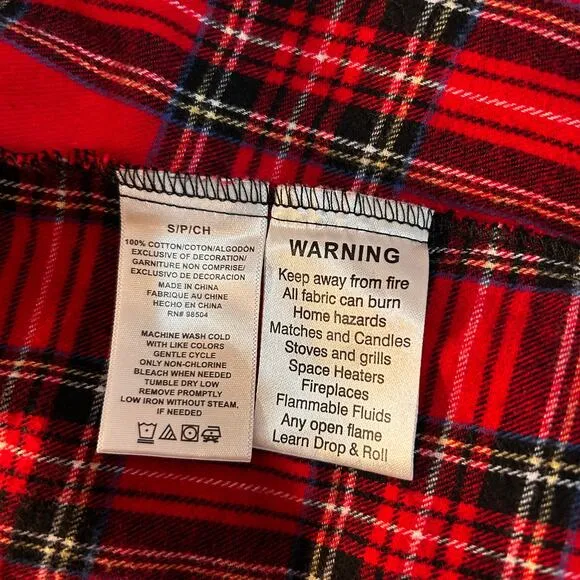 S/P/CH
100% COTTON/COTON/ALGODÓN
EXCLUSIVE OF DECORATION/
GARNITURE NON COMPRISE/
EXCLUSIVO DE DECORACION
MADE IN CHINA
FABRIQUE AU CHINE
HECHO EN CHINA
RN# 98504
MACHINE WASH COLD
WITH LIKE COLORS
GENTLE CYCLE
ONLY NON-CHLORINE
BLEACH WHEN NEEDED
TUMBLE DRY LOW
REMOVE PROMPTLY
LOW IRON WITHOUT STEAM,
IF NEEDED
WARNING
Keep away from fire
All fabric can burn
Home hazards
Matches and Candles
Stoves and grills
Space Heaters
Fireplaces
Flammable Fluids
Any open flame
Learn Drop & Roll